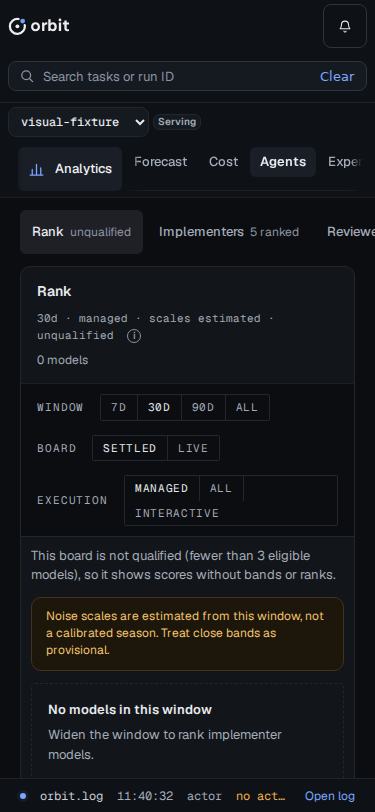 orbit
Search tasks or run ID Clear
visual-fixture Serving
Analytics Forecast Cost Agents Exper
Rank unqualified Implementers 5 ranked Reviewe
Rank
30d · managed · scales estimated ·
unqualified
0 models
WINDOW 7D 30D 90D ALL
BOARD SETTLED LIVE
EXECUTION MANAGED ALL
INTERACTIVE
This board is not qualified (fewer than 3 eligible
models), so it shows scores without bands or ranks.
Noise scales are estimated from this window, not
a calibrated season. Treat close bands as
provisional.
No models in this window
Widen the window to rank implementer
models.
orbit.log 11:40:32 actor no act… Open log